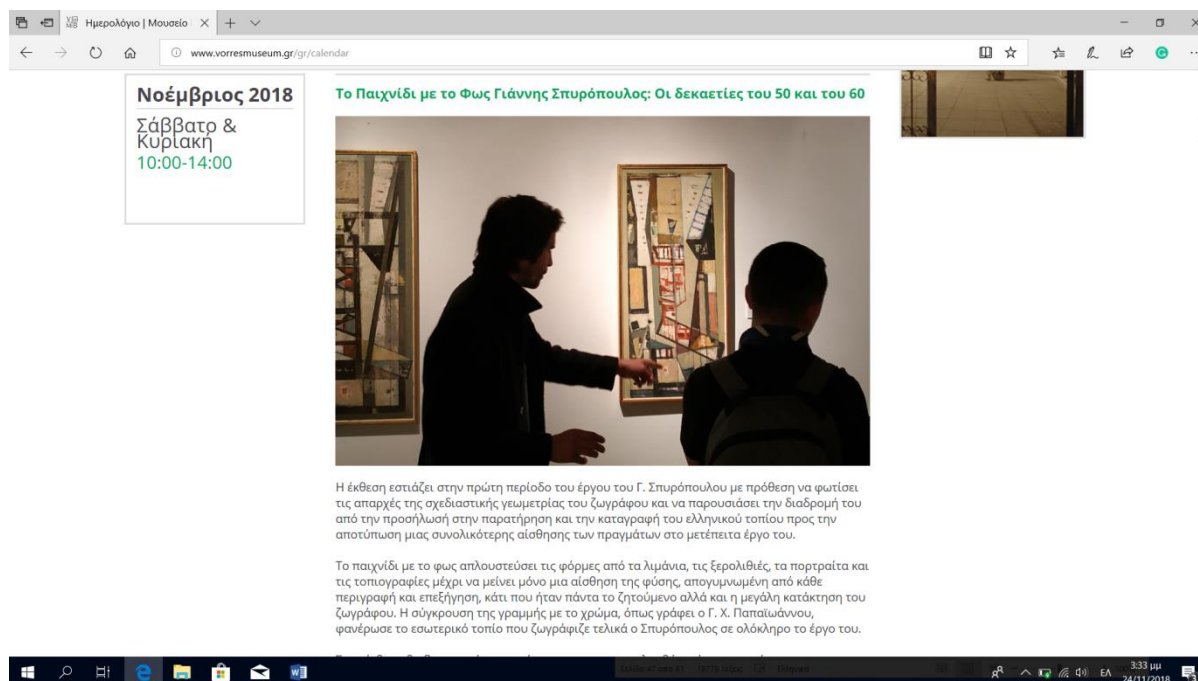 Ημερολόγιο | Μουσείο
www.vorresmuseum.gr/gr/calendar
Νοέμβριος 2018
Σάββατο &
Κυριακή
10:00-14:00
Το Παιχνίδι με το Φως Γιάννης Σπυρόπουλος: Οι δεκαετίες του 50 και του 60
Η έκθεση εστιάζει στην πρώτη περίοδο του έργου του Γ. Σπυρόπουλου με πρόθεση να φωτίσει
τις απαρχές της σχεδιαστικής γεωμετρίας του ζωγράφου και να παρουσιάσει την διαδρομή του
από την προσήλωσή στην παρατήρηση και την καταγραφή του ελληνικού τοπίου προς την
αποτύπωση μιας συνολικότερης αίσθησης των πραγμάτων στο μετέπειτα έργο του.
Το παιχνίδι με το φως απλουστεύσει τις φόρμες από τα λιμάνια, τις ξερολιθιές, τα πορτραίτα και
τις τοπιογραφίες μέχρι να μείνει μόνο μια αίσθηση της φύσης, απογυμνωμένη από κάθε
περιγραφή και επεξήγηση, κάτι που ήταν πάντα το ζητούμενο αλλά και η μεγάλη κατάκτηση του
ζωγράφου. Η σύγκρουση της γραμμής με το χρώμα, όπως γράφει ο Γ. Χ. Παπαϊωάννου,
φανέρωσε το εσωτερικό τοπίο που ζωγράφιζε τελικά ο Σπυρόπουλος σε ολόκληρο το έργο του.
ΕΛ
3:33 μμ
24/11/2018